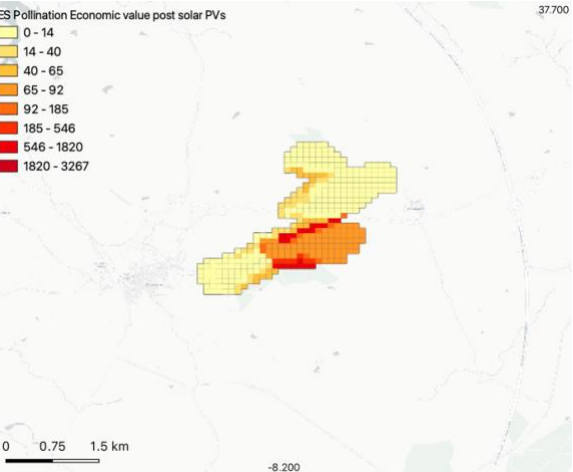 ES Pollination Economic value post solar PVs
37.700
0 - 14
14 - 40
40 - 65
65 - 92
92 - 185
185 - 546
546 - 1820
1820 - 3267
0 0.75 1.5 km
-8.200